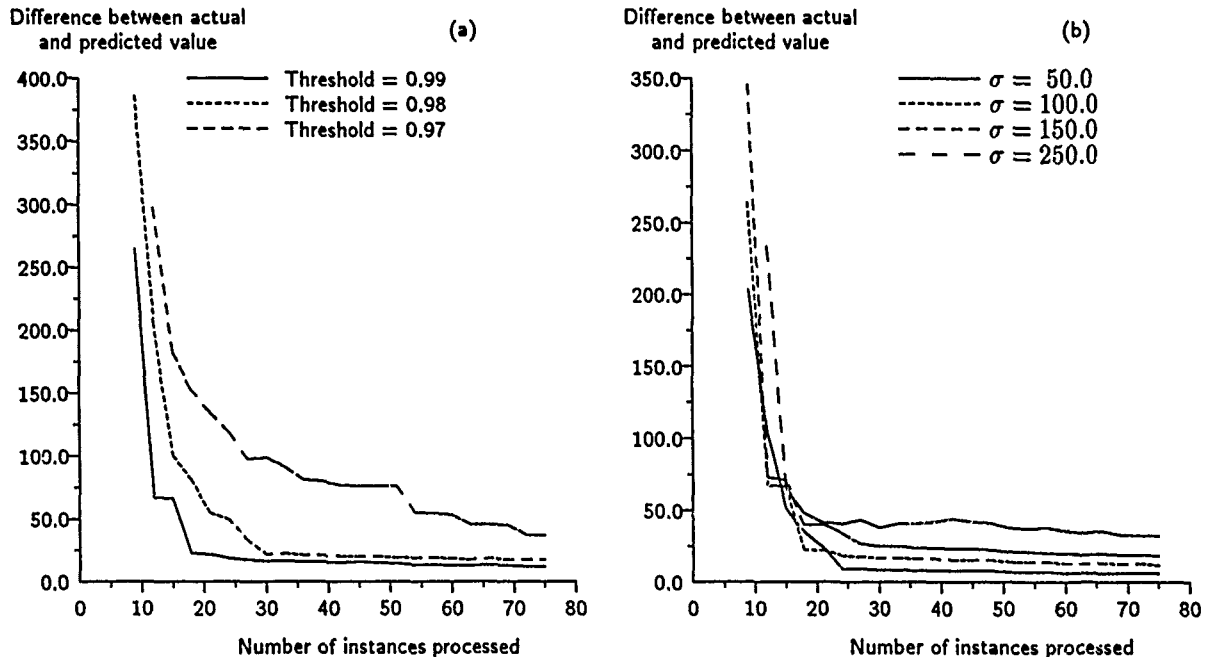 Difference between actual
and predicted value
(a)
400.0
350.0
300.0
250.0
200.0
150.0
100.0
50.0
0.0
Threshold = 0.99
Threshold = 0.98
Threshold = 0.97
0 10 20 30 40 50 60 70 80
Number of instances processed
Difference between actual
and predicted value
(b)
350.0
300.0
250.0
200.0
150.0
100.0
50.0
0.0
σ = 50.0
σ = 100.0
σ = 150.0
σ = 250.0
0 10 20 30 40 50 60 70 80
Number of instances processed